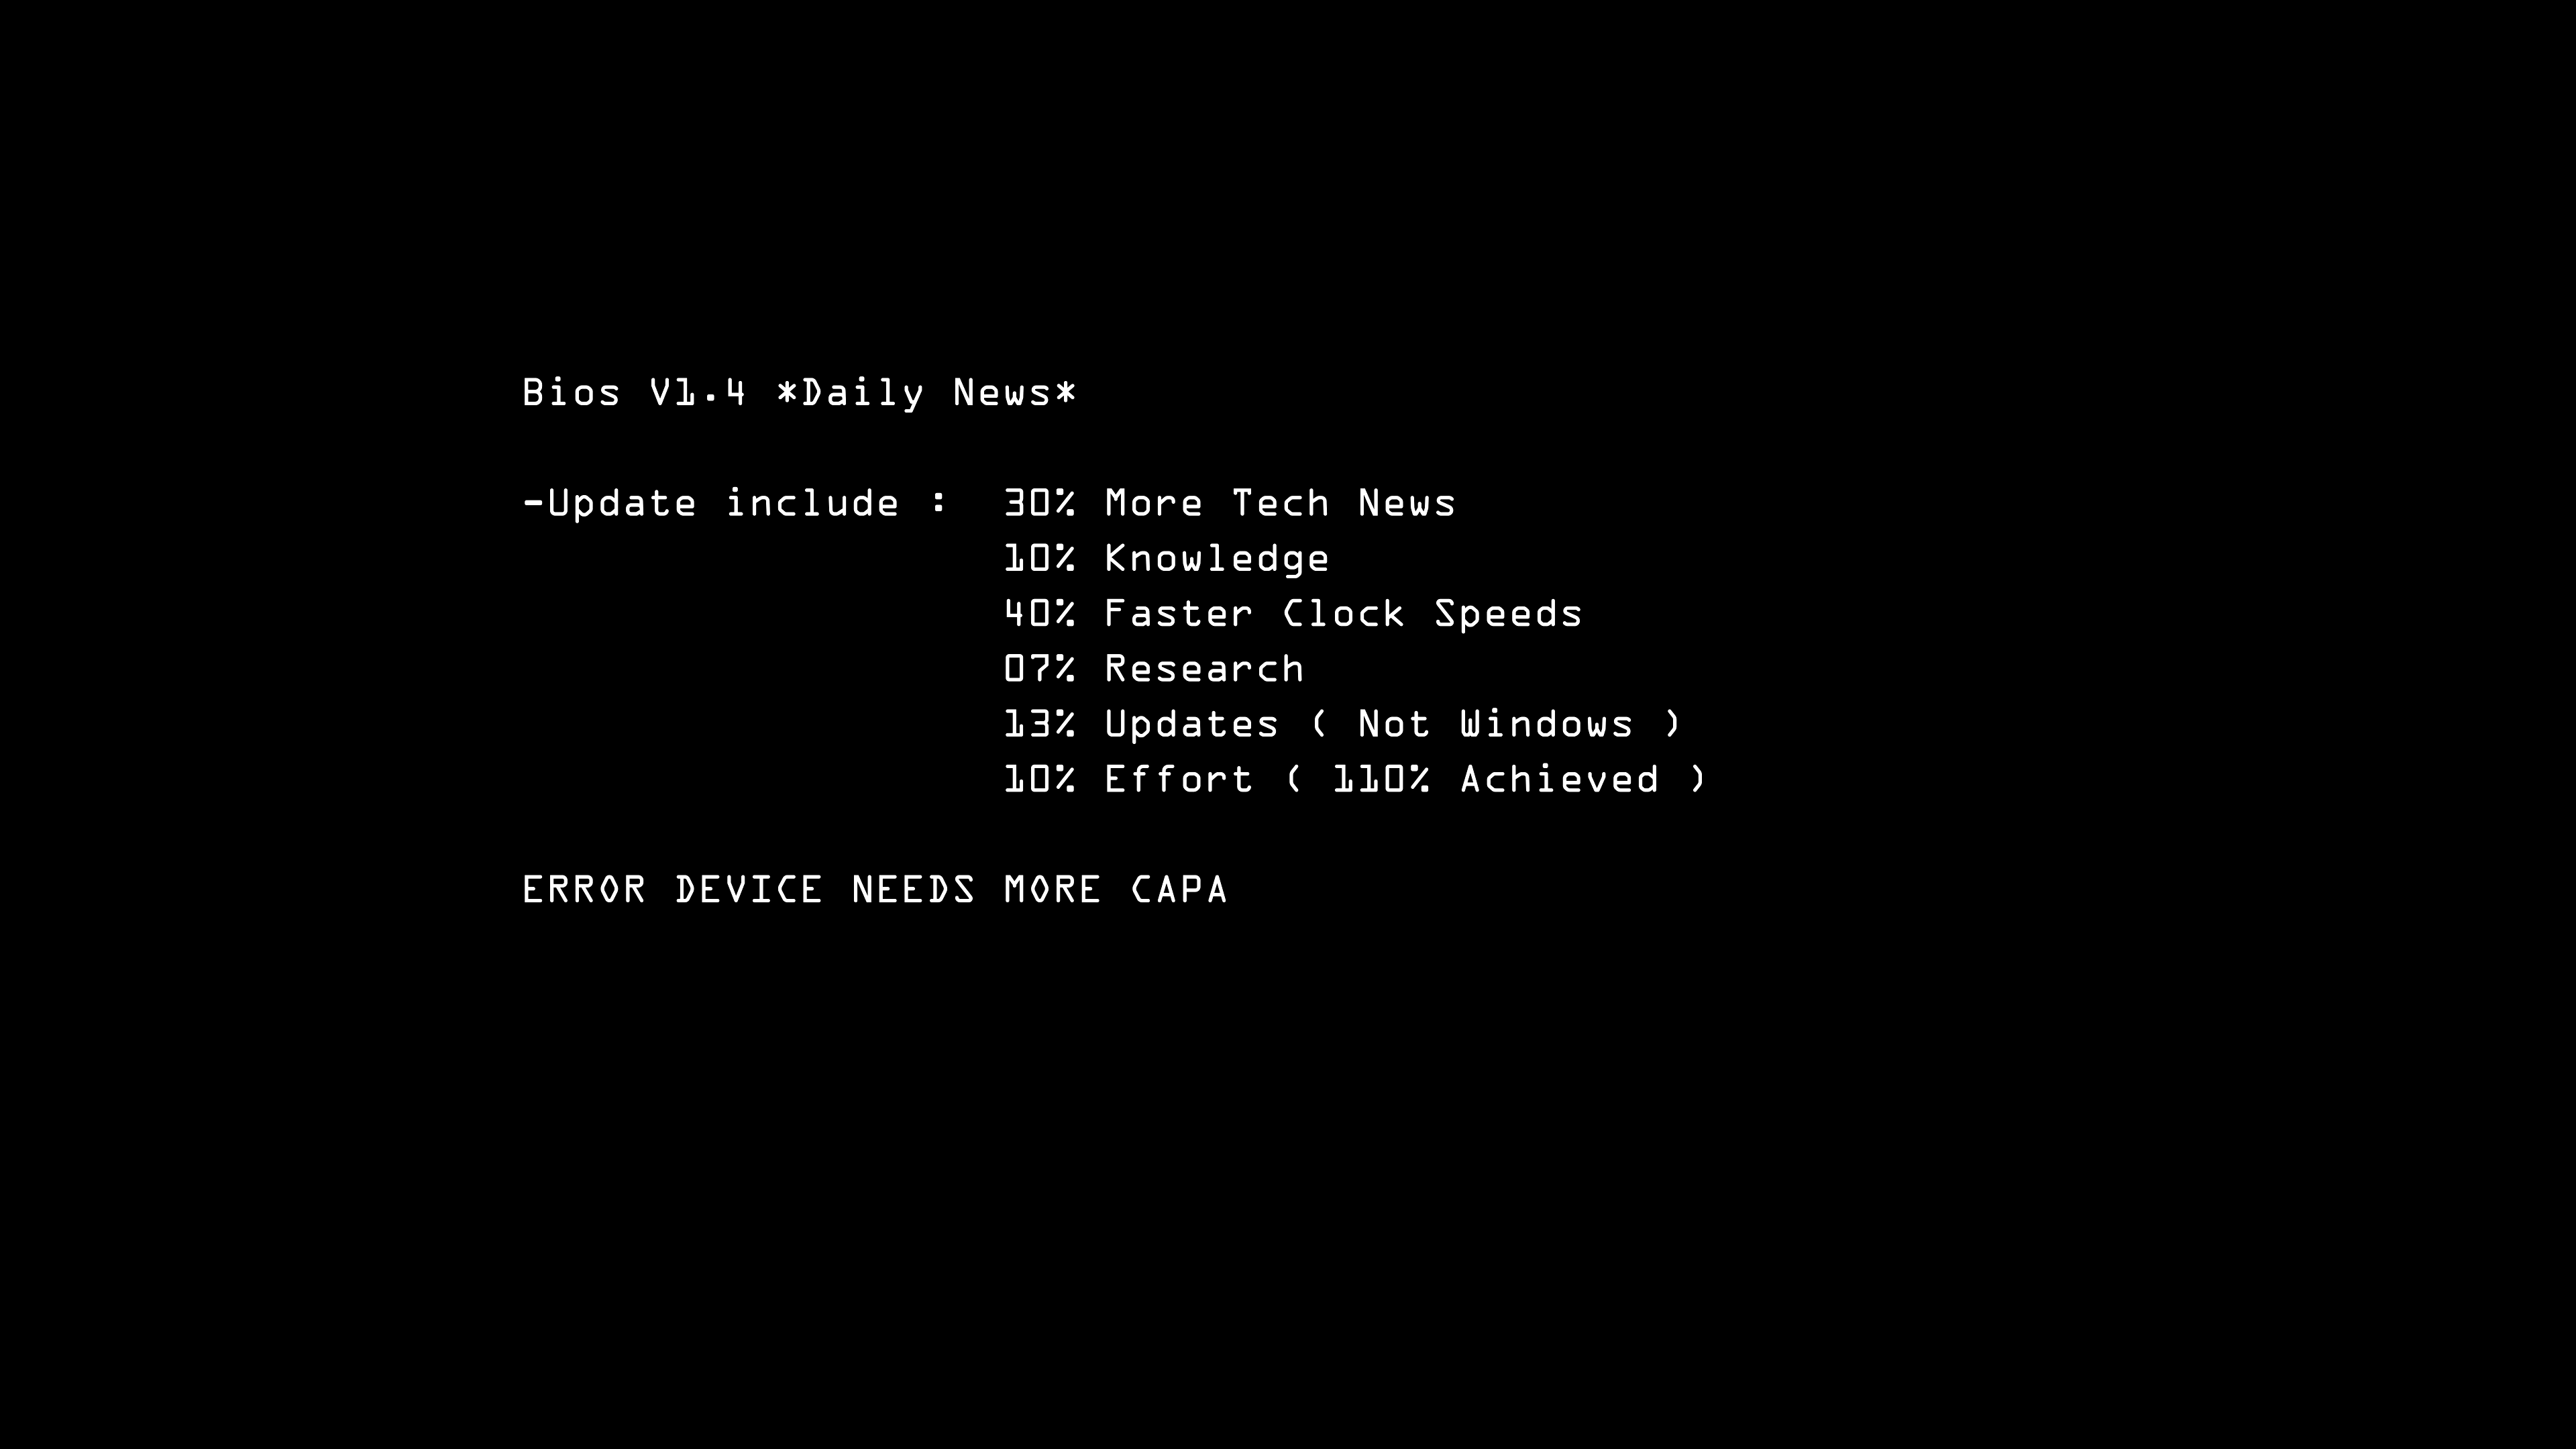 Bios V1.4 *Daily News*
-Update include : 30% More Tech News
10% Knowledge
40% Faster Clock Speeds
07% Research
13% Updates ( Not Windows )
10% Effort ( 110% Achieved )
ERROR DEVICE NEEDS MORE CAPA